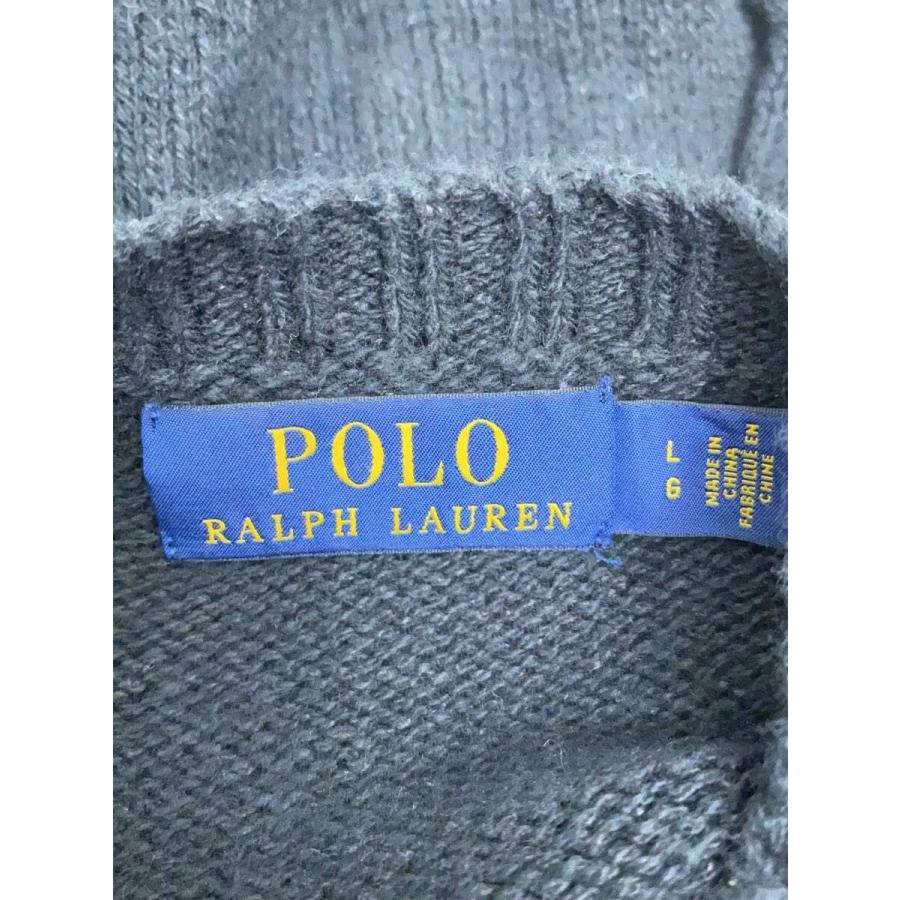 POLO
RALPH LAUREN
L
G
MADE IN
CHINA
FABRIQUÉ EN
CHINE